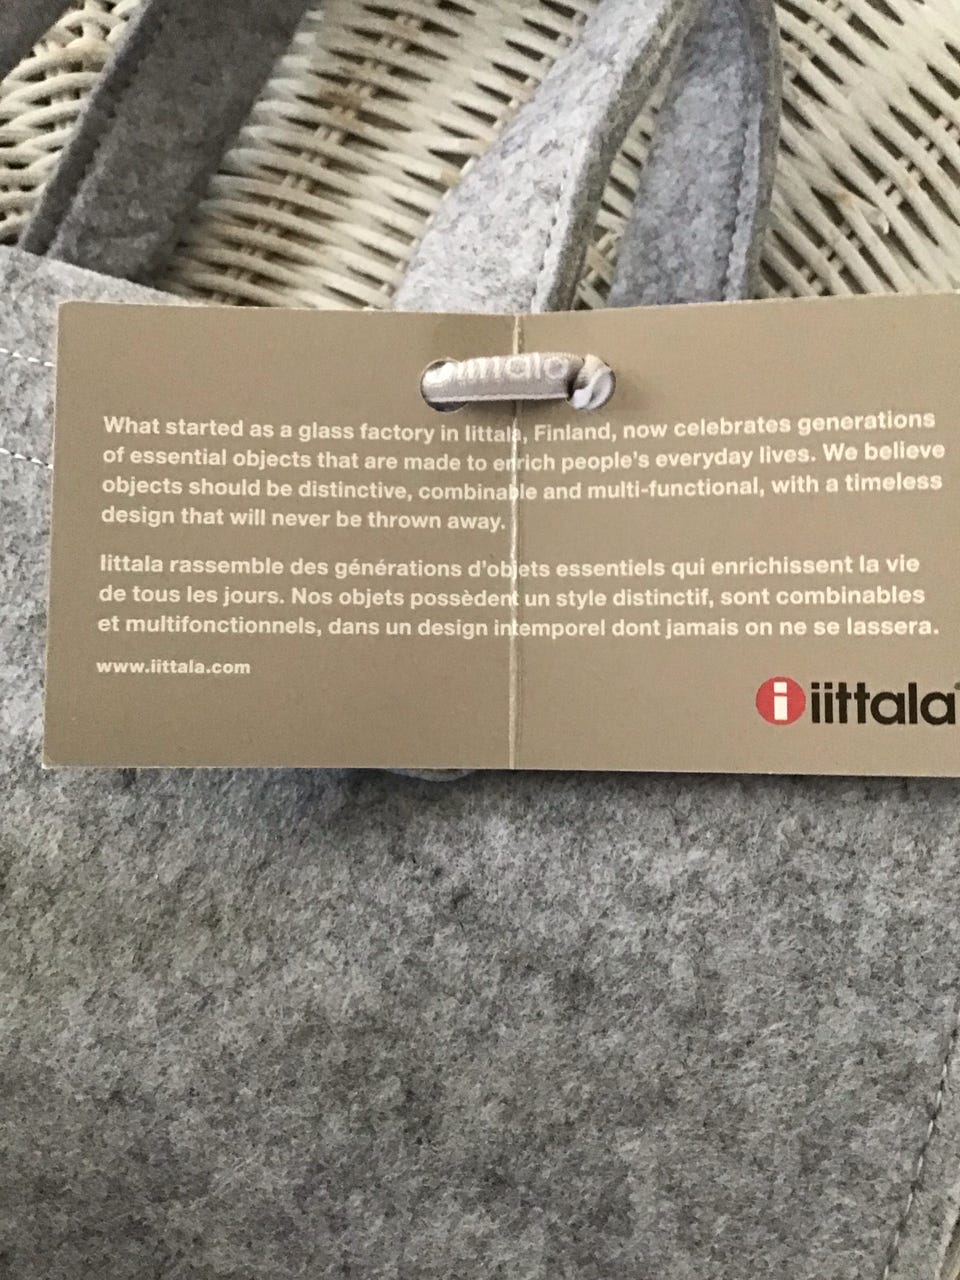 iittala
What started as a glass factory in Iittala, Finland, now celebrates generations
of essential objects that are made to enrich people's everyday lives. We believe
objects should be distinctive, combinable and multi-functional, with a timeless
design that will never be thrown away.
Iittala rassemble des générations d'objets essentiels qui enrichissent la vie
de tous les jours. Nos objets possèdent un style distinctif, sont combinables
et multifonctionnels, dans un design intemporel dont jamais on ne se lassera.
www.iittala.com
i iittala